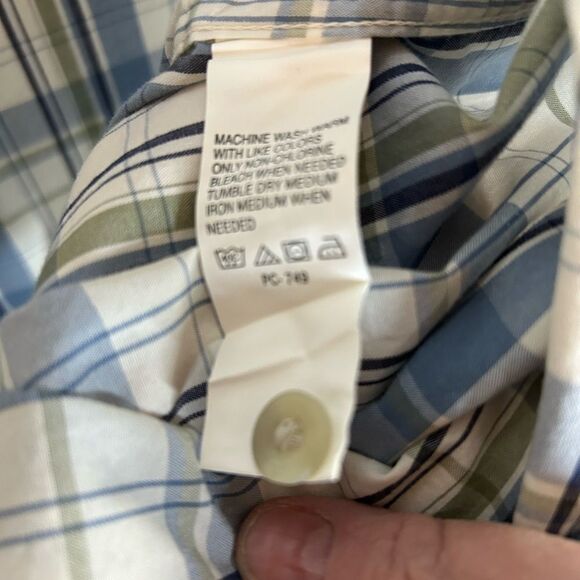 MACHINE WASH WARM
WITH LIKE COLORS
ONLY NON-CHLORINE
BLEACH WHEN NEEDED
TUMBLE DRY MEDIUM
IRON MEDIUM WHEN
NEEDED
PC-749